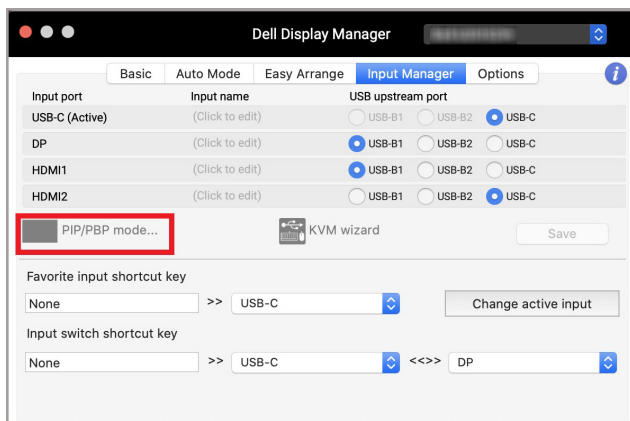 Dell Display Manager
Basic Auto Mode Easy Arrange Input Manager Options i
Input port Input name USB upstream port
USB-C (Active) (Click to edit) USB-B1 USB-B2 USB-C
DP (Click to edit) USB-B1 USB-B2 USB-C
HDMI1 (Click to edit) USB-B1 USB-B2 USB-C
HDMI2 (Click to edit) USB-B1 USB-B2 USB-C
PIP/PBP mode... KVM wizard Save
Favorite input shortcut key
None >> USB-C Change active input
Input switch shortcut key
None >> USB-C <<>> DP